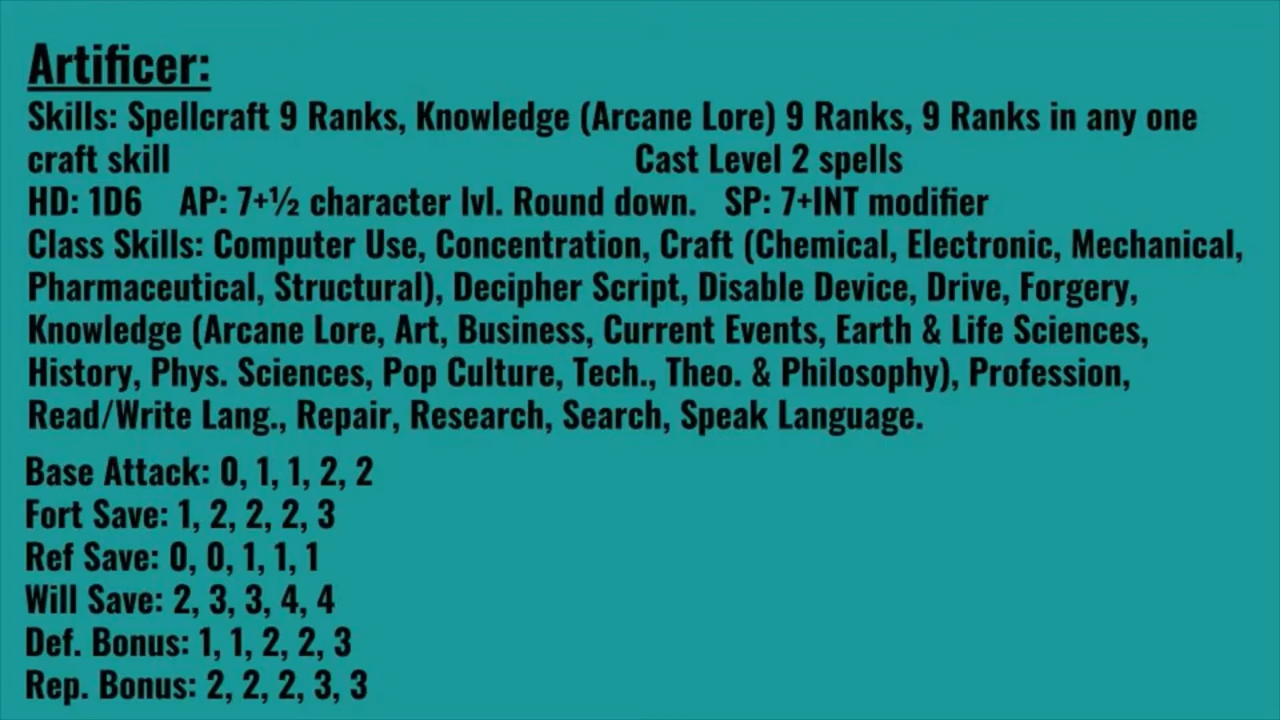 Artificer:
Skills: Spellcraft 9 Ranks, Knowledge (Arcane Lore) 9 Ranks, 9 Ranks in any one
craft skill Cast Level 2 spells
HD: 1D6 AP: 7+½ character lvl. Round down. SP: 7+INT modifier
Class Skills: Computer Use, Concentration, Craft (Chemical, Electronic, Mechanical,
Pharmaceutical, Structural), Decipher Script, Disable Device, Drive, Forgery,
Knowledge (Arcane Lore, Art, Business, Current Events, Earth & Life Sciences,
History, Phys. Sciences, Pop Culture, Tech., Theo. & Philosophy), Profession,
Read/Write Lang., Repair, Research, Search, Speak Language.
Base Attack: 0, 1, 1, 2, 2
Fort Save: 1, 2, 2, 2, 3
Ref Save: 0, 0, 1, 1, 1
Will Save: 2, 3, 3, 4, 4
Def. Bonus: 1, 1, 2, 2, 3
Rep. Bonus: 2, 2, 2, 3, 3